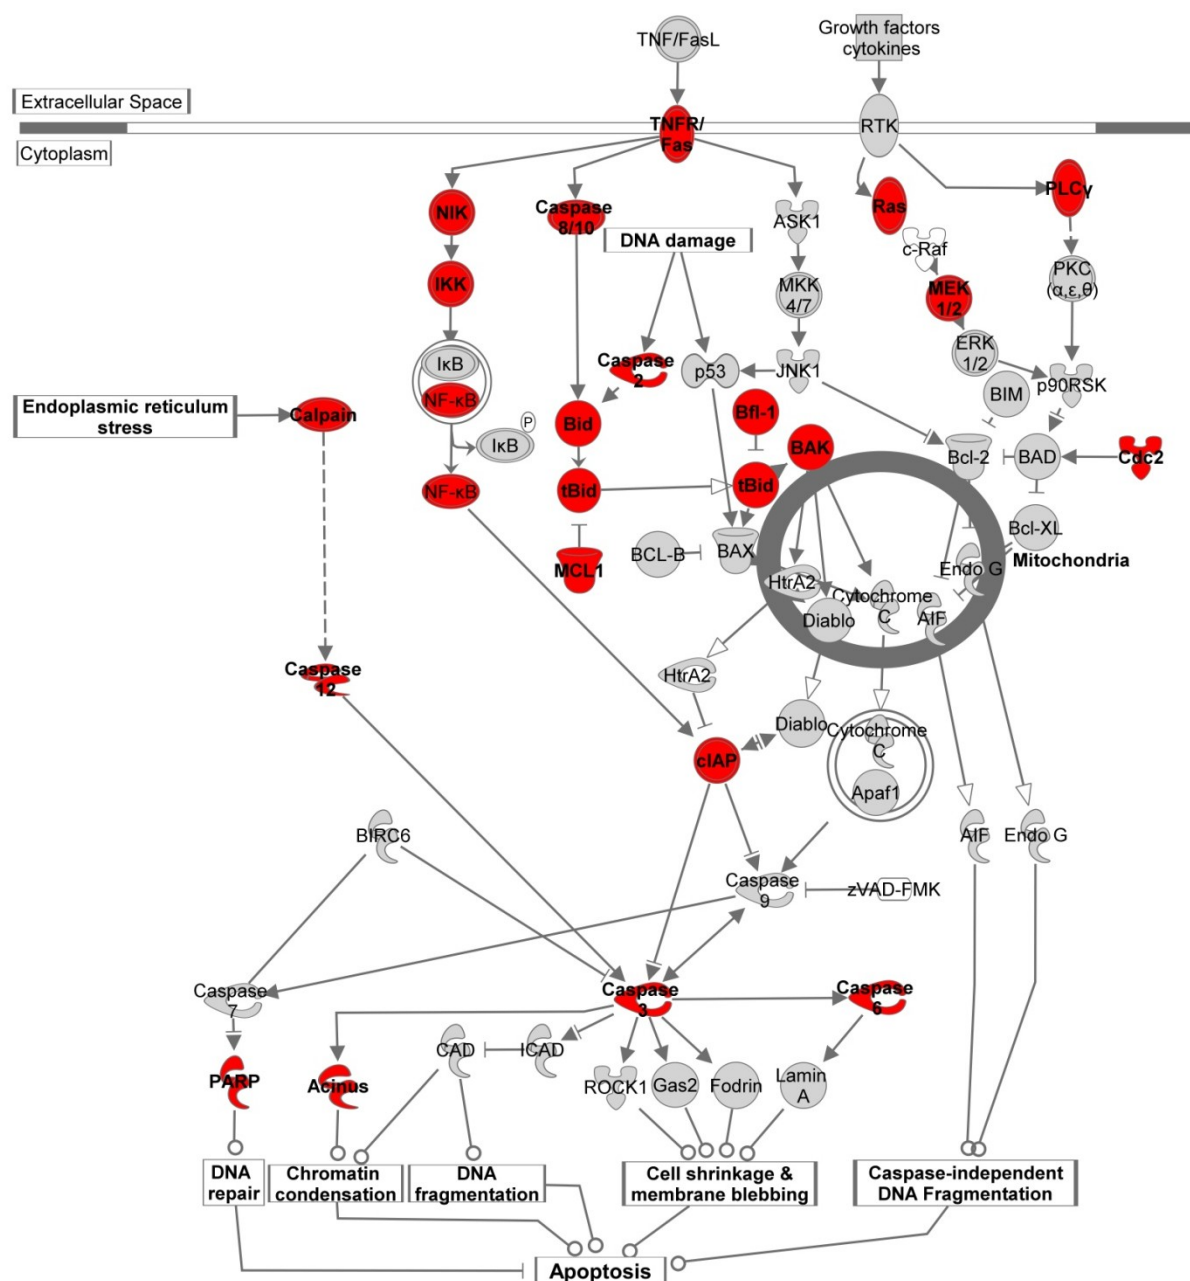 TNF/FasL
Growth factors
cytokines
Extracellular Space
TNFR/
Fas
RTK
Cytoplasm
NIK
Caspase
8/10
ASK1
Ras
PLCγ
DNA damage
c-Raf
IKK
MKK
4/7
MEK
1/2
PKC
(α,ε,θ)
IκB
NF-κB
Caspase
2
p53
JNK1
ERK
1/2
p90RSK
BIM
Endoplasmic reticulum
stress
Calpain
P
IκB
Bid
Bfl-1
BAK
Bcl-2
BAD
Cdc2
NF-κB
tBid
tBid
Bcl-XL
BCL-B
BAX
MCL1
Mitochondria
HtrA2
Endo G
Cytochrome
C
Diablo
AIF
Caspase
12
HtrA2
Diablo
Cytochrome
C
cIAP
Apaf1
BIRC6
AIF
Endo G
Caspase
9
zVAD-FMK
Caspase
7
Caspase
3
Caspase
6
CAD
ICAD
PARP
Acinus
ROCK1
Gas2
Fodrin
Lamin
A
DNA
repair
Chromatin
condensation
DNA
fragmentation
Cell shrinkage &
membrane blebbing
Caspase-independent
DNA Fragmentation
Apoptosis